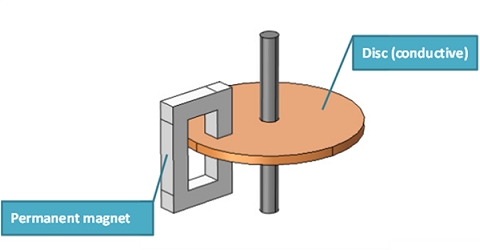 Disc (conductive)
Permanent magnet